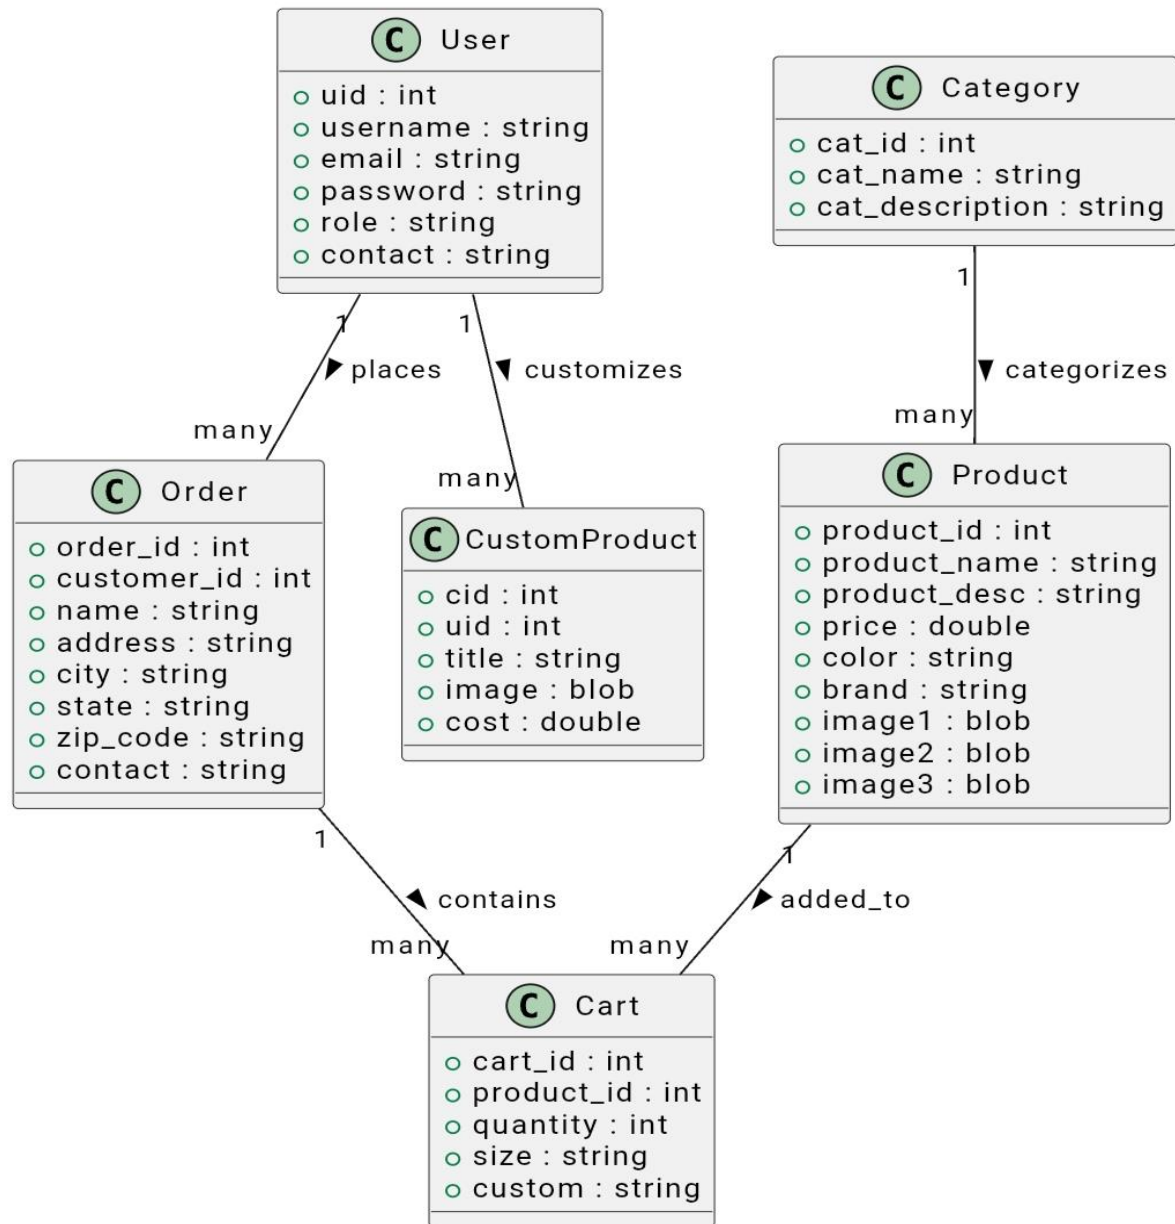 C User
uid : int
username : string
email : string
password : string
role : string
contact : string
C Category
cat_id : int
cat_name : string
cat_description : string
1
places
many
1
customizes
many
1
categorizes
many
C Order
order_id : int
customer_id : int
name : string
address : string
city : string
state : string
zip_code : string
contact : string
C CustomProduct
cid : int
uid : int
title : string
image : blob
cost : double
C Product
product_id : int
product_name : string
product_desc : string
price : double
color : string
brand : string
image1 : blob
image2 : blob
image3 : blob
1
contains
many
1
added_to
many
C Cart
cart_id : int
product_id : int
quantity : int
size : string
custom : string